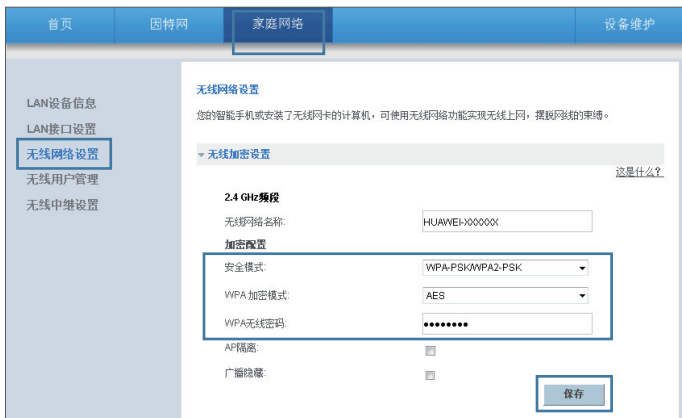 首页 因特网 家庭网络 设备维护
LAN设备信息
LAN接口设置
无线网络设置
无线用户管理
无线中继设置
无线网络设置
您的智能手机或安装了无线网卡的计算机，可使用无线网络功能实现无线上网，摆脱网线的束缚。
无线加密设置
这是什么?
2.4 GHz频段
无线网络名称: HUAWEI-XXXXXX
加密配置
安全模式: WPA-PSK/WPA2-PSK
WPA 加密模式: AES
WPA无线密码: ●●●●●●●●
AP隔离:
广播隐藏:
保存